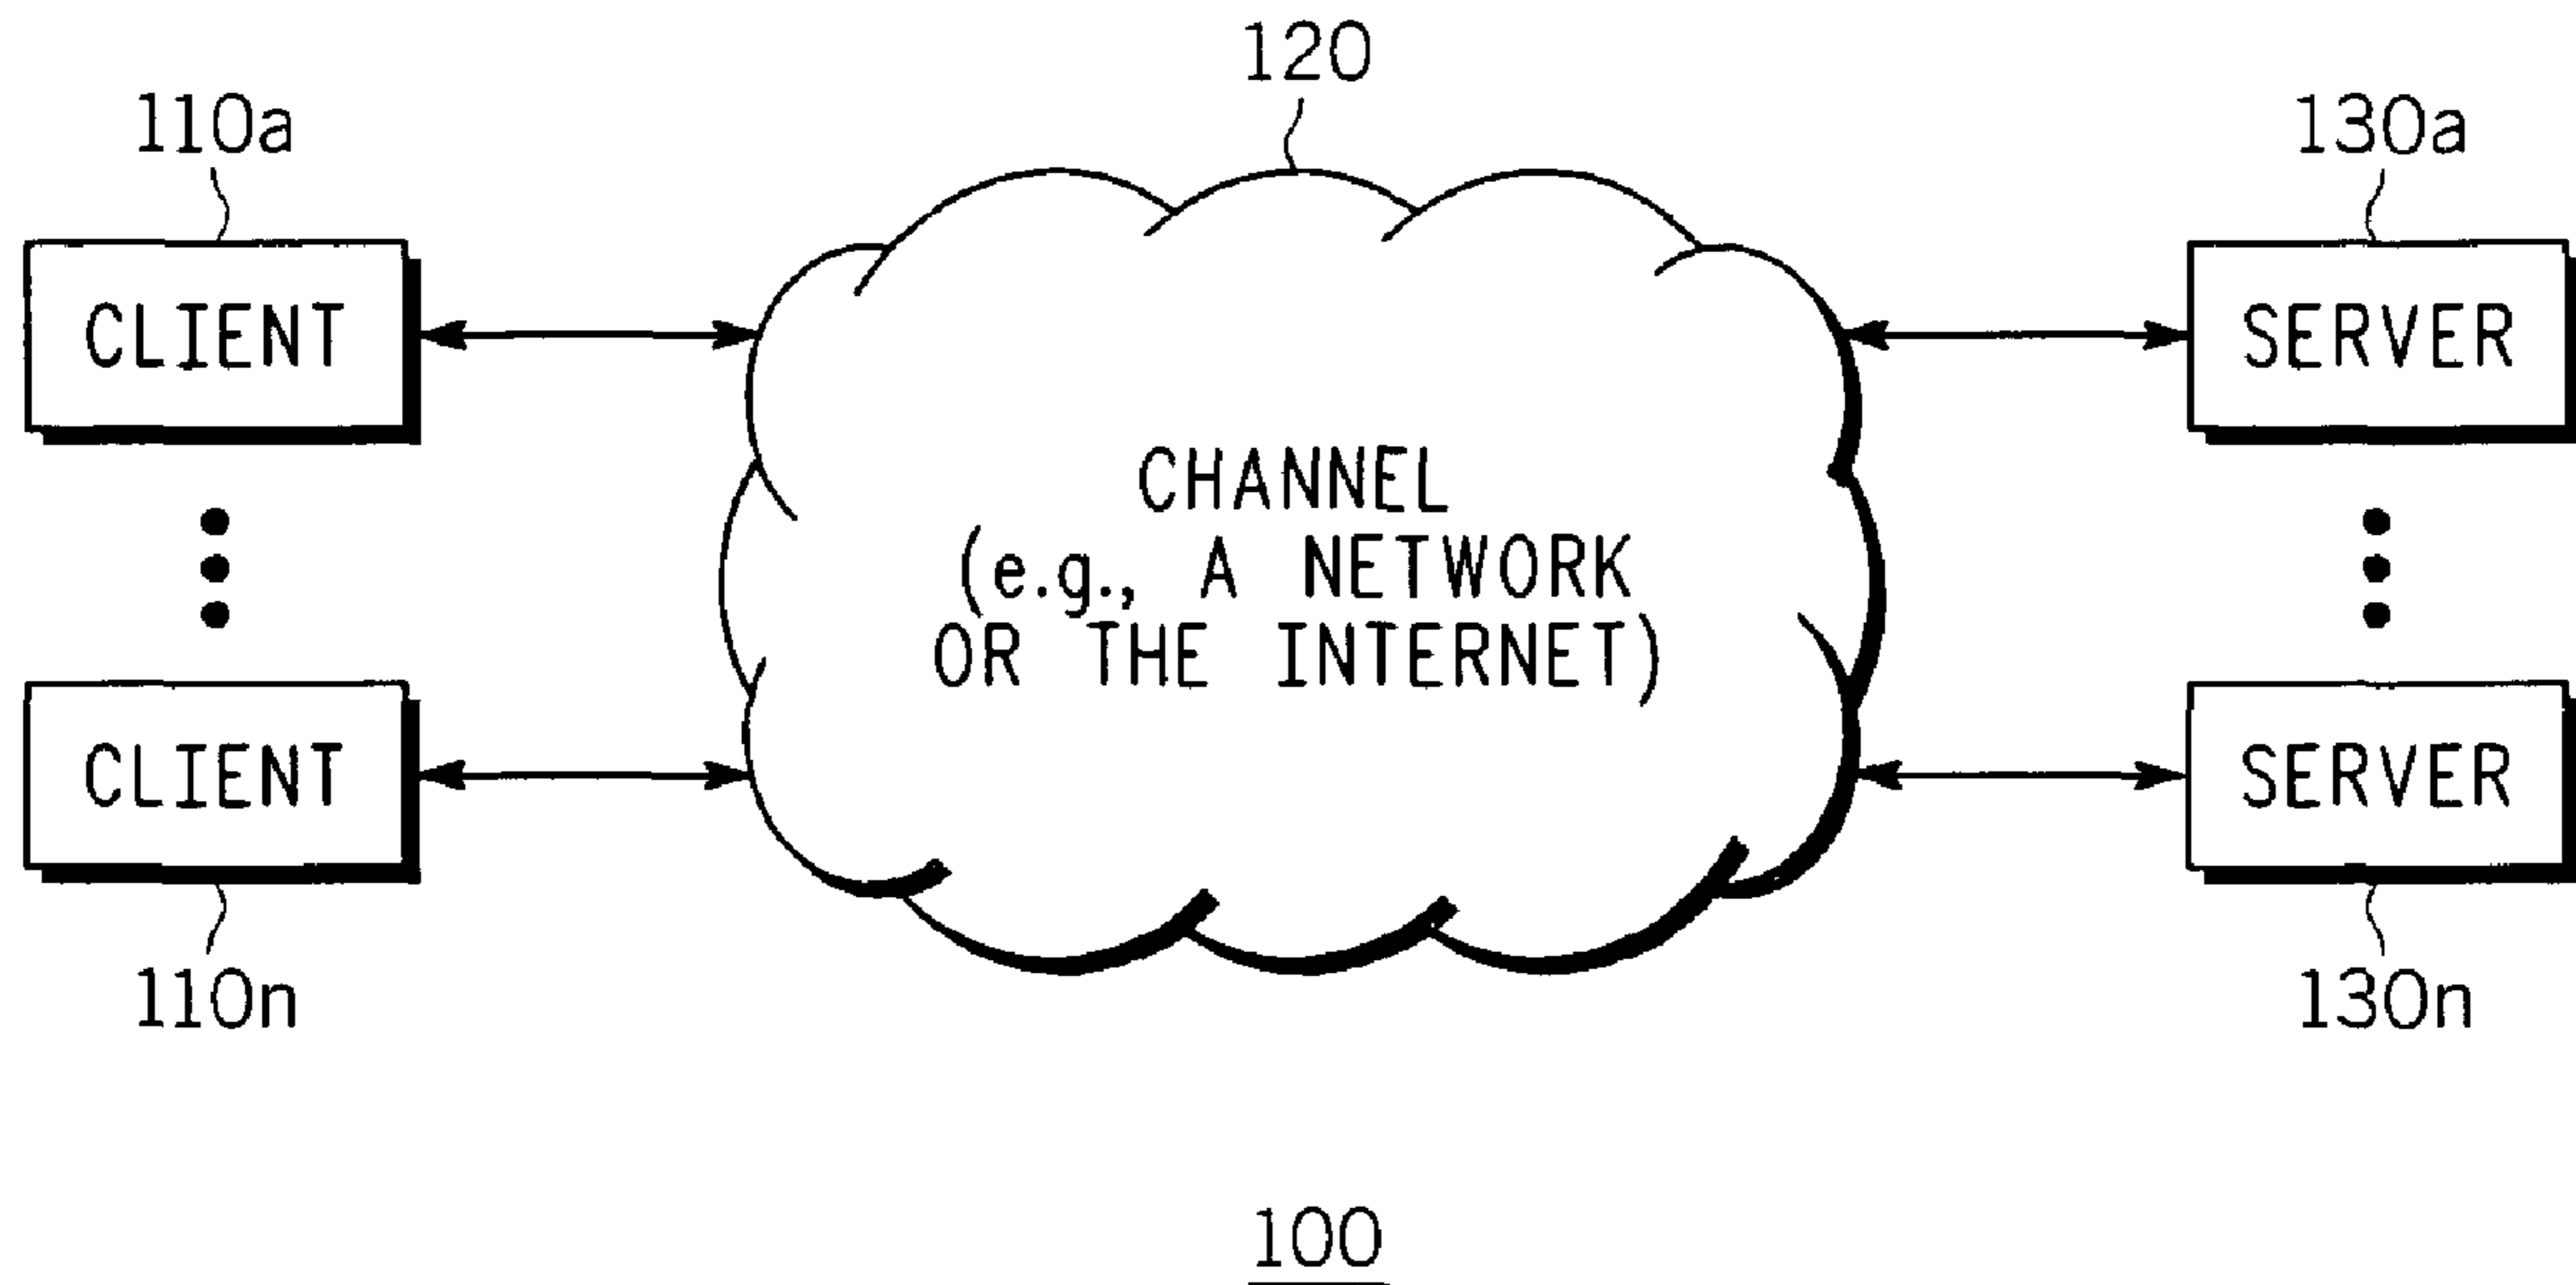 120
110a
130a
CLIENT
SERVER
CHANNEL
(e.g., A NETWORK
OR THE INTERNET)
CLIENT
SERVER
110n
130n
100